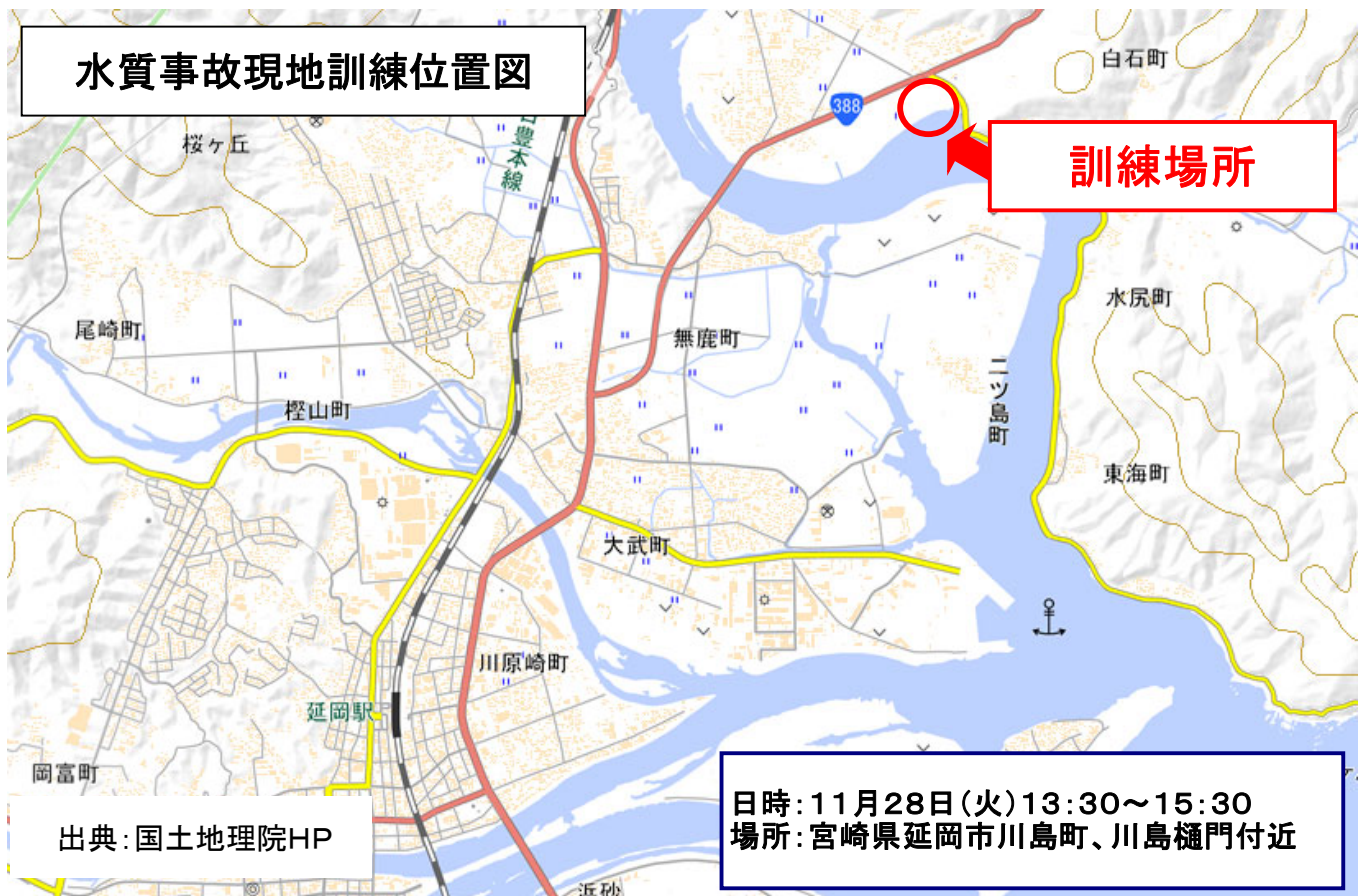 水質事故現地訓練位置図
白石町
388
桜ヶ丘
日豊本線
訓練場所
水尻町
尾崎町
無鹿町
二ツ島町
樫山町
東海町
大武町
川原崎町
延岡駅
岡富町
日時:11月28日(火)13:30~15:30
場所:宮崎県延岡市川島町、川島樋門付近
出典:国土地理院HP
浜砂